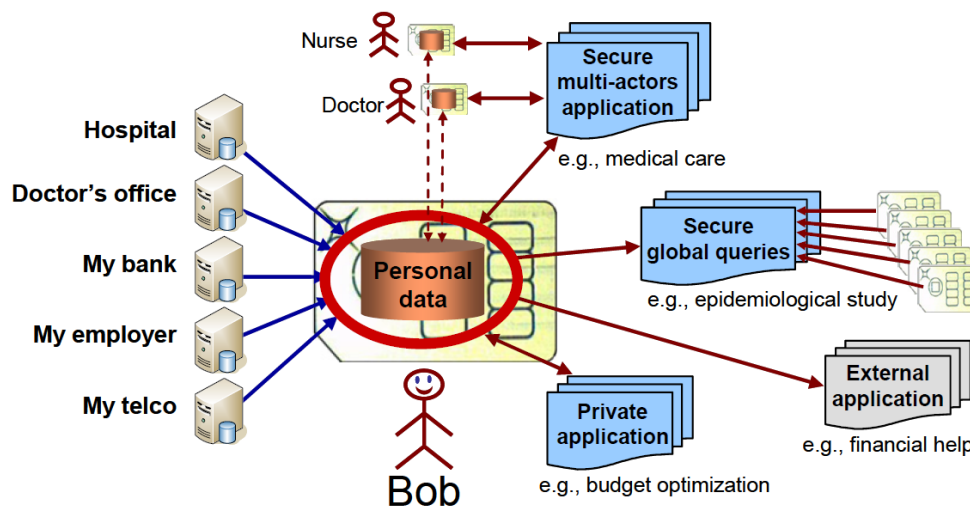 Nurse
Doctor
Secure
multi-actors
application
e.g., medical care
Hospital
Doctor's office
My bank
My employer
My telco
Personal
data
Secure
global queries
e.g., epidemiological study
External
application
e.g., financial help
Private
application
e.g., budget optimization
Bob